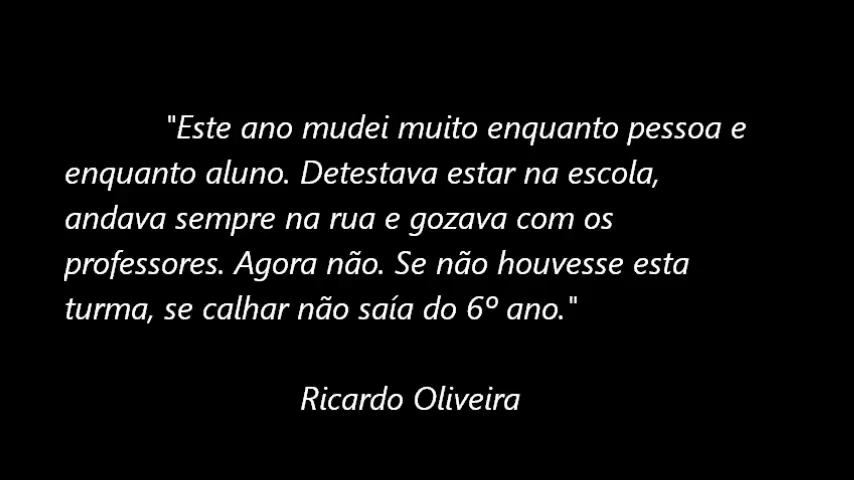 "Este ano mudei muito enquanto pessoa e
enquanto aluno. Detestava estar na escola,
andava sempre na rua e gozava com os
professores. Agora não. Se não houvesse esta
turma, se calhar não saía do 6º ano."
Ricardo Oliveira